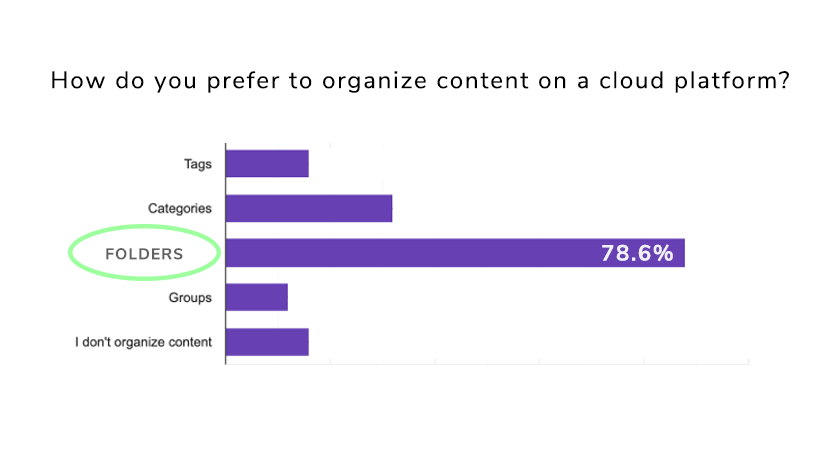 How do you prefer to organize content on a cloud platform?
Tags
Categories
FOLDERS
78.6%
Groups
I don't organize content